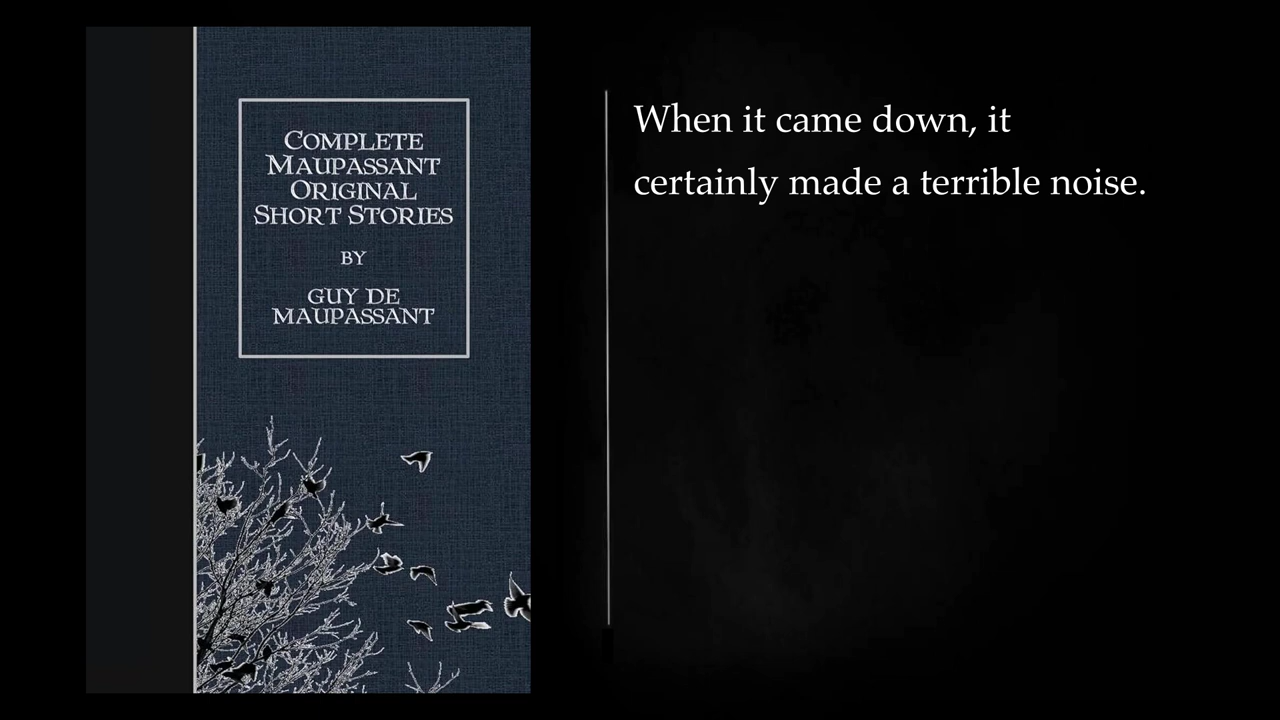 COMPLETE
MAUPASSANT
ORIGINAL
SHORT STORIES
BY
GUY DE
MAUPASSANT
When it came down, it
certainly made a terrible noise.